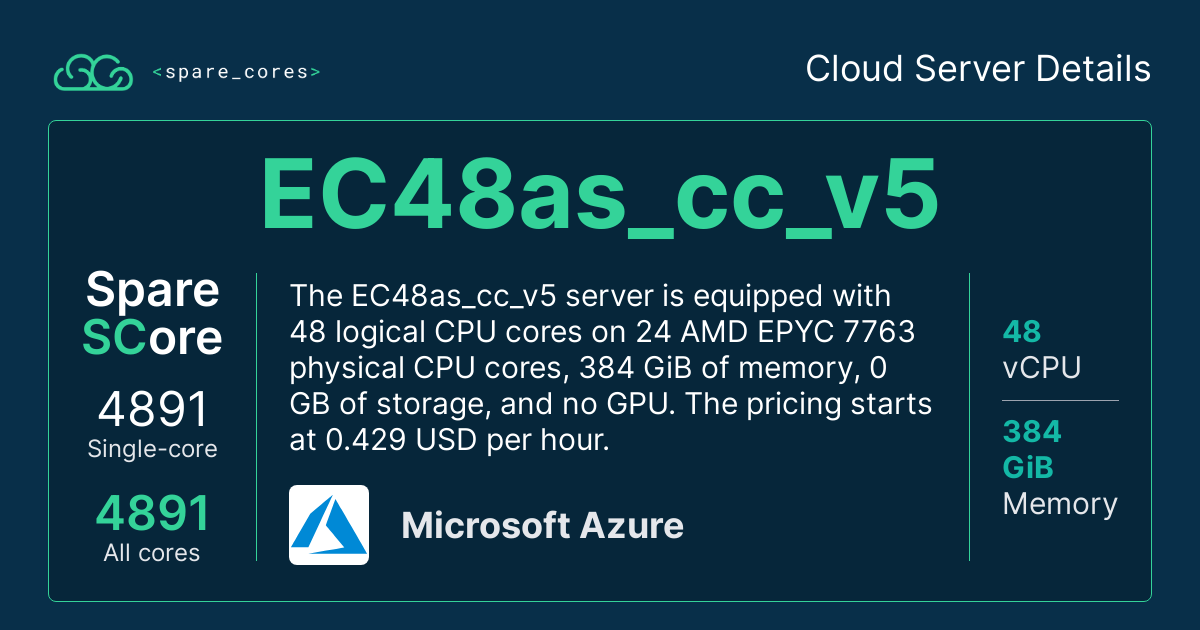 <spare_cores>
Cloud Server Details
EC48as_cc_v5
Spare
SCore
4891
Single-core
4891
All cores
The EC48as_cc_v5 server is equipped with
48 logical CPU cores on 24 AMD EPYC 7763
physical CPU cores, 384 GiB of memory, 0
GB of storage, and no GPU. The pricing starts
at 0.429 USD per hour.
Microsoft Azure
48
vCPU
384
GiB
Memory